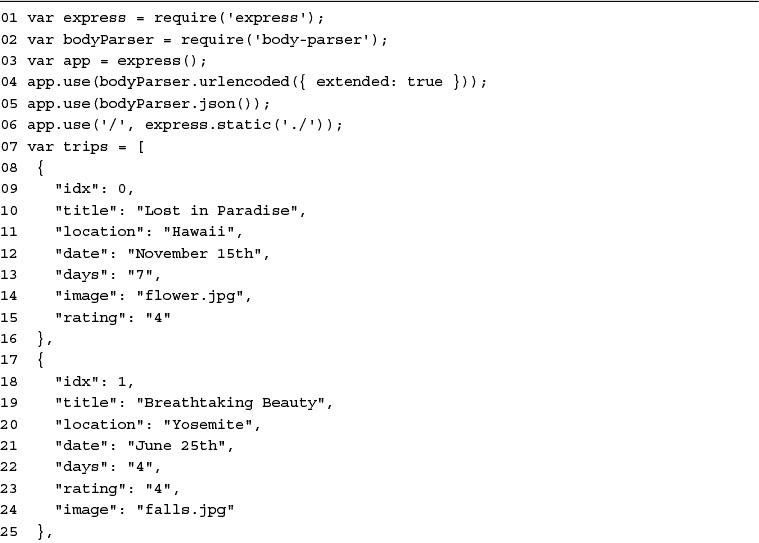 01 var express = require('express');
02 var bodyParser = require('body-parser');
03 var app = express();
04 app.use(bodyParser.urlencoded({ extended: true }));
05 app.use(bodyParser.json());
06 app.use('/', express.static('./'));
07 var trips = [
08  {
09    "idx": 0,
10    "title": "Lost in Paradise",
11    "location": "Hawaii",
12    "date": "November 15th",
13    "days": "7",
14    "image": "flower.jpg",
15    "rating": "4"
16  },
17  {
18    "idx": 1,
19    "title": "Breathtaking Beauty",
20    "location": "Yosemite",
21    "date": "June 25th",
22    "days": "4",
23    "rating": "4",
24    "image": "falls.jpg"
25  },